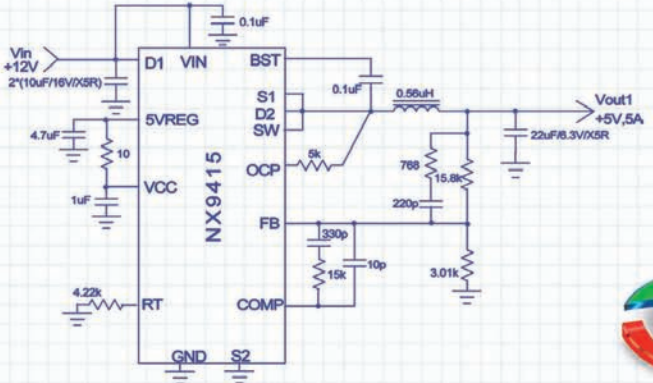 0.1uF
Vin
+12V
D1
VIN
BST
2*(10uF/16V/X5R)
0.1uF
S1
D2
SW
0.56uH
Vout1
+5V,5A
5VREG
4.7uF
10
22uF/6.3V/X5R
5k
OCP
768
15.8k
VCC
1uF
NX9415
220p
FB
330p
10p
15k
3.01k
4.22k
RT
COMP
GND
S2